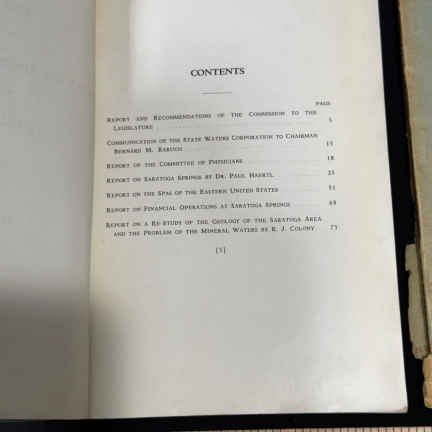 CONTENTS
PAGE
REPORT AND RECOMMENDATIONS OF THE COMMISSION TO THE
LEGISLATURE 5
COMMUNICATION OF THE STATE WATERS CORPORATION TO CHAIRMAN
BERNARD M. BARUCH 15
REPORT OF THE COMMITTEE OF PHYSICIANS 18
REPORT ON SARATOGA SPRINGS BY DR. PAUL HAERTL 25
REPORT ON THE SPAS OF THE EASTERN UNITED STATES 51
REPORT ON FINANCIAL OPERATIONS AT SARATOGA SPRINGS
REPORT ON A RE-STUDY OF THE GEOLOGY OF THE SARATOGA AREA
AND THE PROBLEM OF THE MINERAL WATERS BY R. J. COLONY 73
[3]